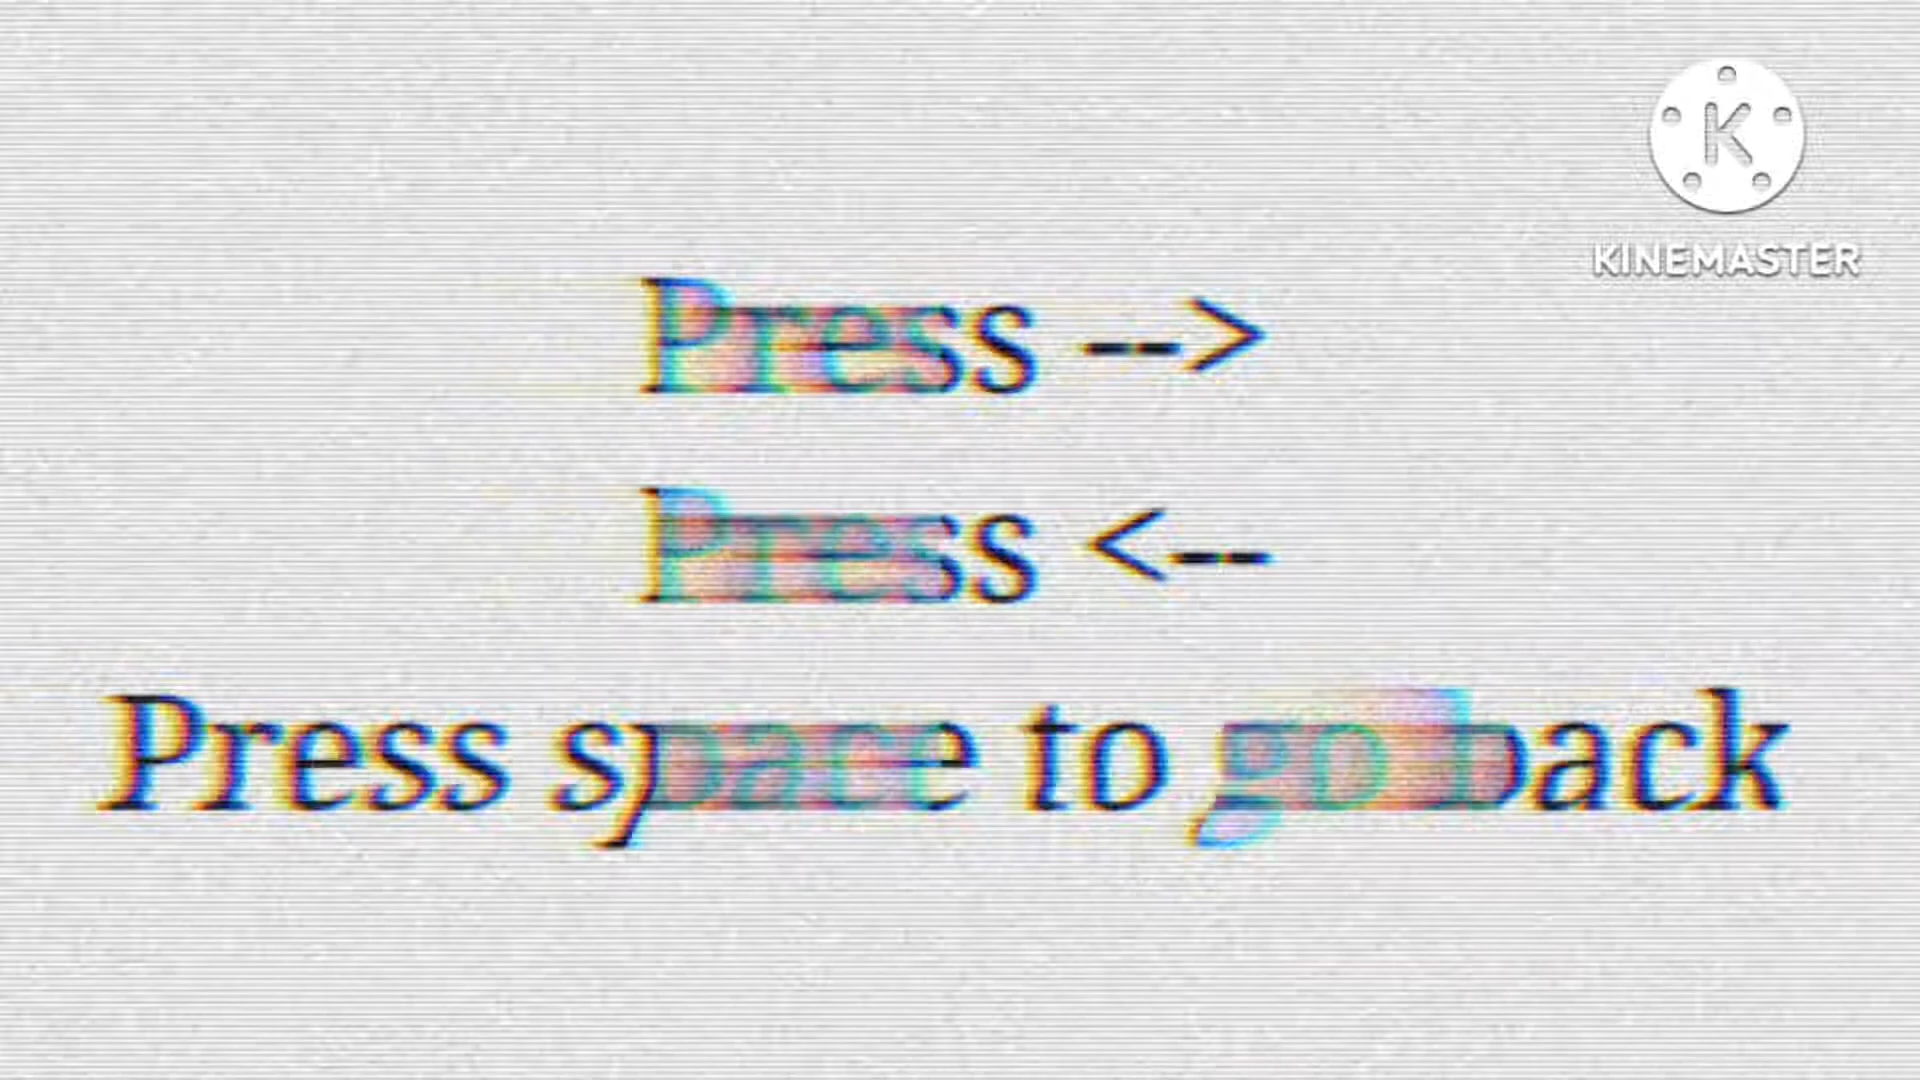 K
KINEMASTER
Press -->
Press <--
Press space to go back